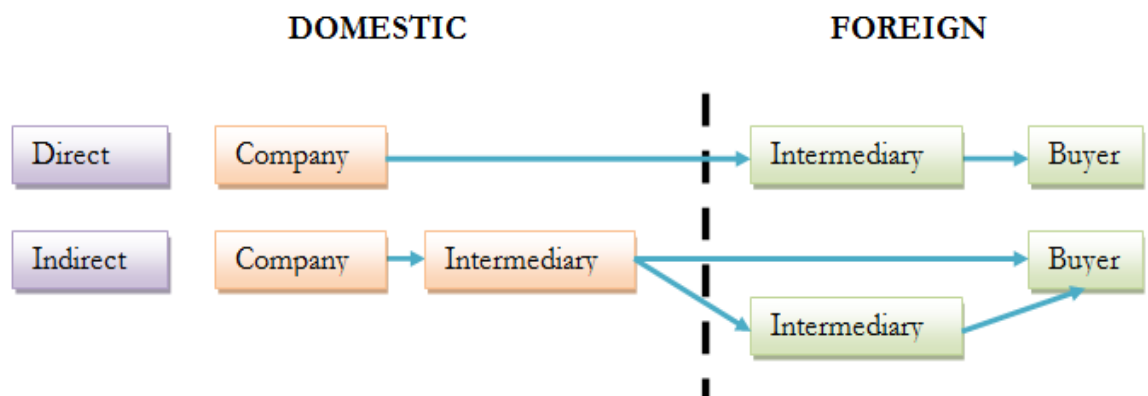 DOMESTIC
FOREIGN
Direct
Company
Intermediary
Buyer
Indirect
Company
Intermediary
Buyer
Intermediary